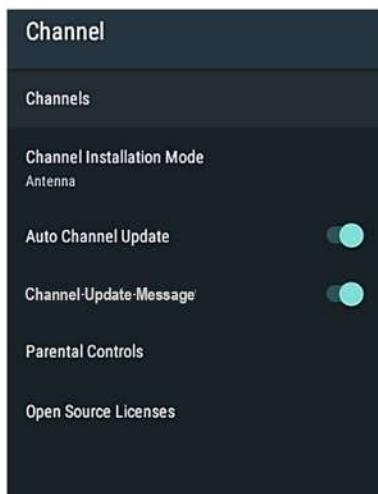 Channel
Channels
Channel Installation Mode
Antenna
Auto Channel Update
Channel·Update·Message
Parental Controls
Open Source Licenses